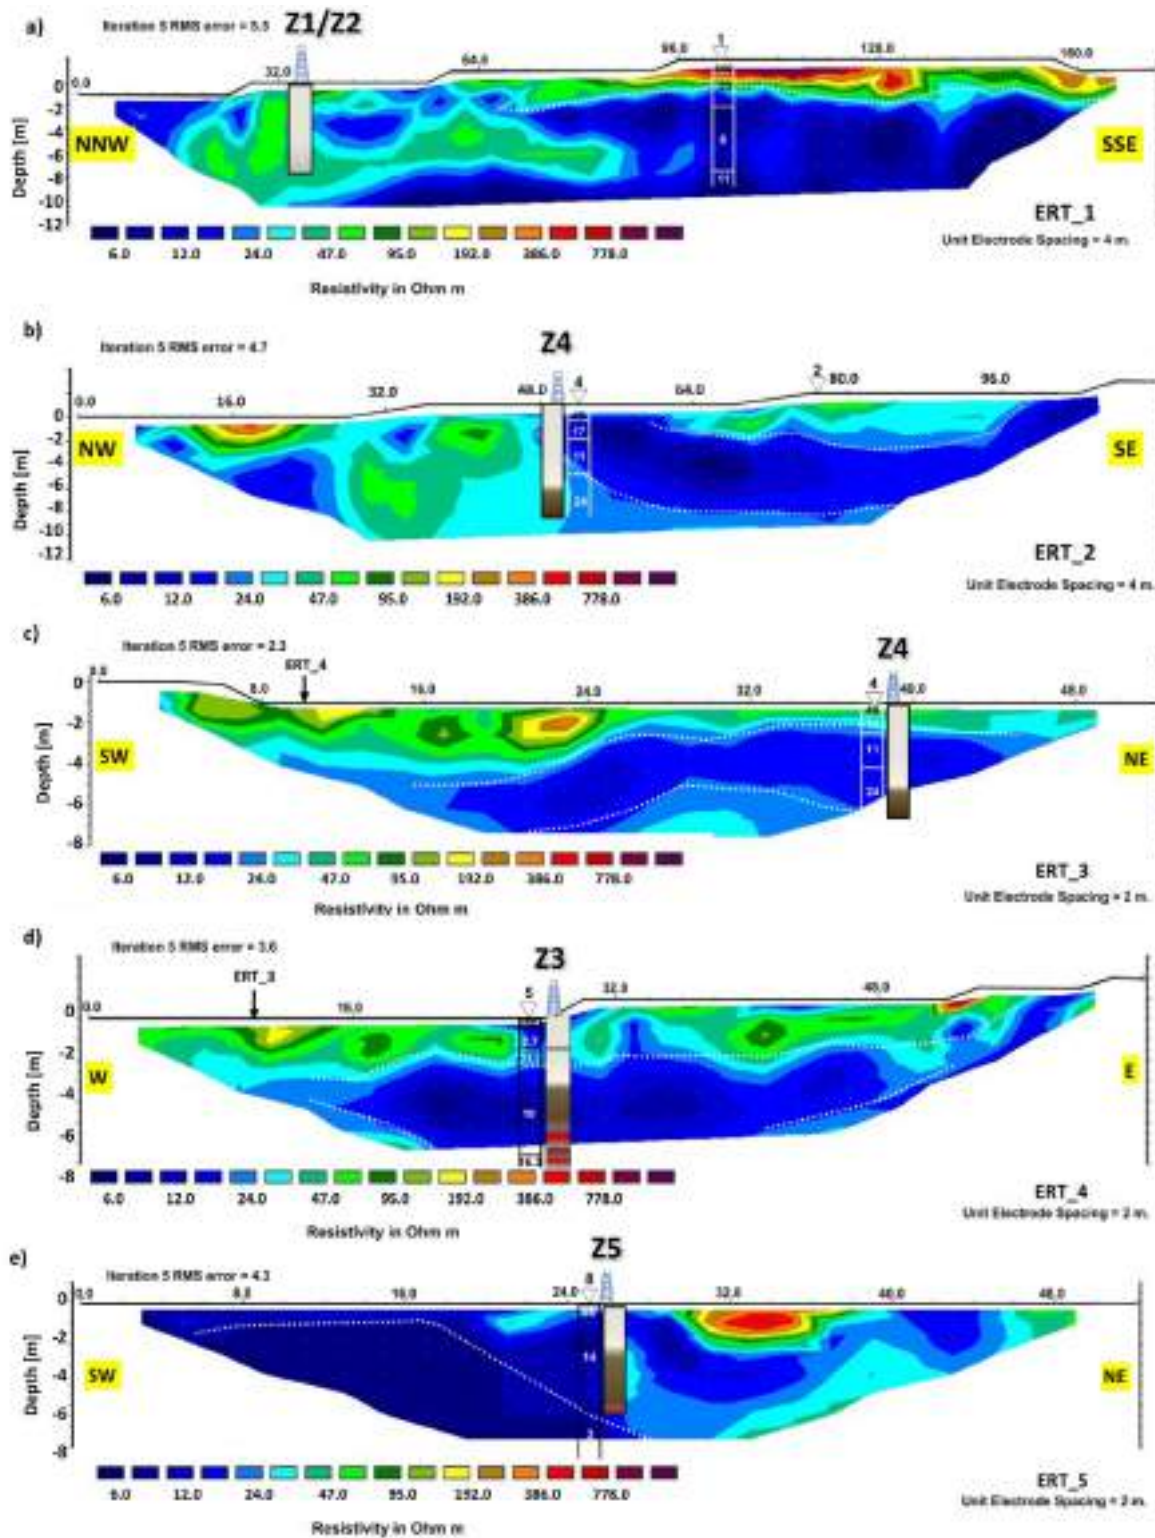 a)
Iteration 5 RMS error = 5.5
Z1/Z2
1
0.0 32.0 64.0 96.0 128.0 160.0
0
-2
-4
-6
-8
-10
-12
Depth [m]
NNW
SSE
11
ERT_1
Unit Electrode Spacing = 4 m.
6.0 12.0 24.0 47.0 95.0 192.0 386.0 778.0
Resistivity in Ohm m
b)
Iteration 5 RMS error = 4.7
Z4
4
2
0.0 16.0 32.0 48.0 64.0 80.0 96.0
0
-2
-4
-6
-8
-10
-12
Depth [m]
NW
SE
17
11
24
ERT_2
Unit Electrode Spacing = 4 m.
6.0 12.0 24.0 47.0 95.0 192.0 386.0 778.0
c)
Iteration 5 RMS error = 2.3
ERT_4
Z4
4
0.0 8.0 16.0 24.0 32.0 40.0 48.0
0
-2
-4
-6
-8
Depth [m]
SW
NE
11
24
ERT_3
Unit Electrode Spacing = 2 m.
6.0 12.0 24.0 47.0 95.0 192.0 386.0 778.0
Resistivity in Ohm m
d)
Iteration 5 RMS error = 3.6
ERT_3
Z3
5
0.0 16.0 32.0 48.0
0
-2
-4
-6
-8
Depth [m]
W
E
ERT_4
Unit Electrode Spacing = 2 m.
6.0 12.0 24.0 47.0 95.0 192.0 386.0 778.0
Resistivity in Ohm m
e)
Iteration 5 RMS error = 4.3
Z5
8
0.0 8.0 16.0 24.0 32.0 40.0 48.0
0
-2
-4
-6
-8
Depth [m]
SW
NE
14
3
ERT_5
Unit Electrode Spacing = 2 m.
6.0 12.0 24.0 47.0 95.0 192.0 386.0 778.0
Resistivity in Ohm m